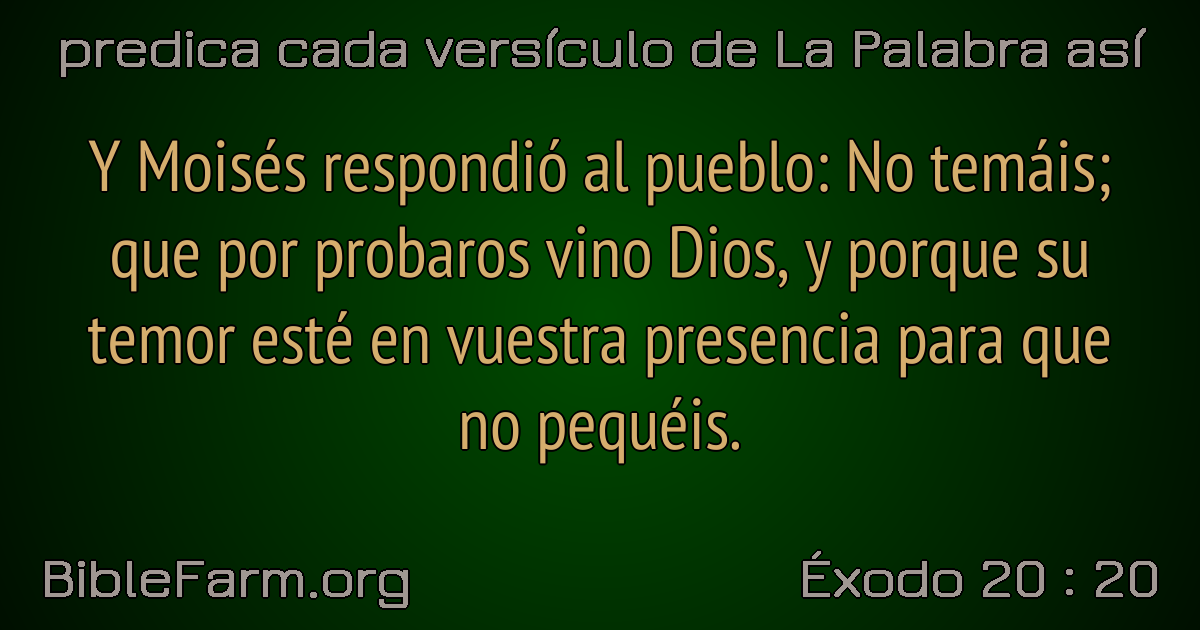 predica cada versículo de La Palabra así
Y Moisés respondió al pueblo: No temáis;
que por probaros vino Dios, y porque su
temor esté en vuestra presencia para que
no pequéis.
BibleFarm.org
Éxodo 20 : 20